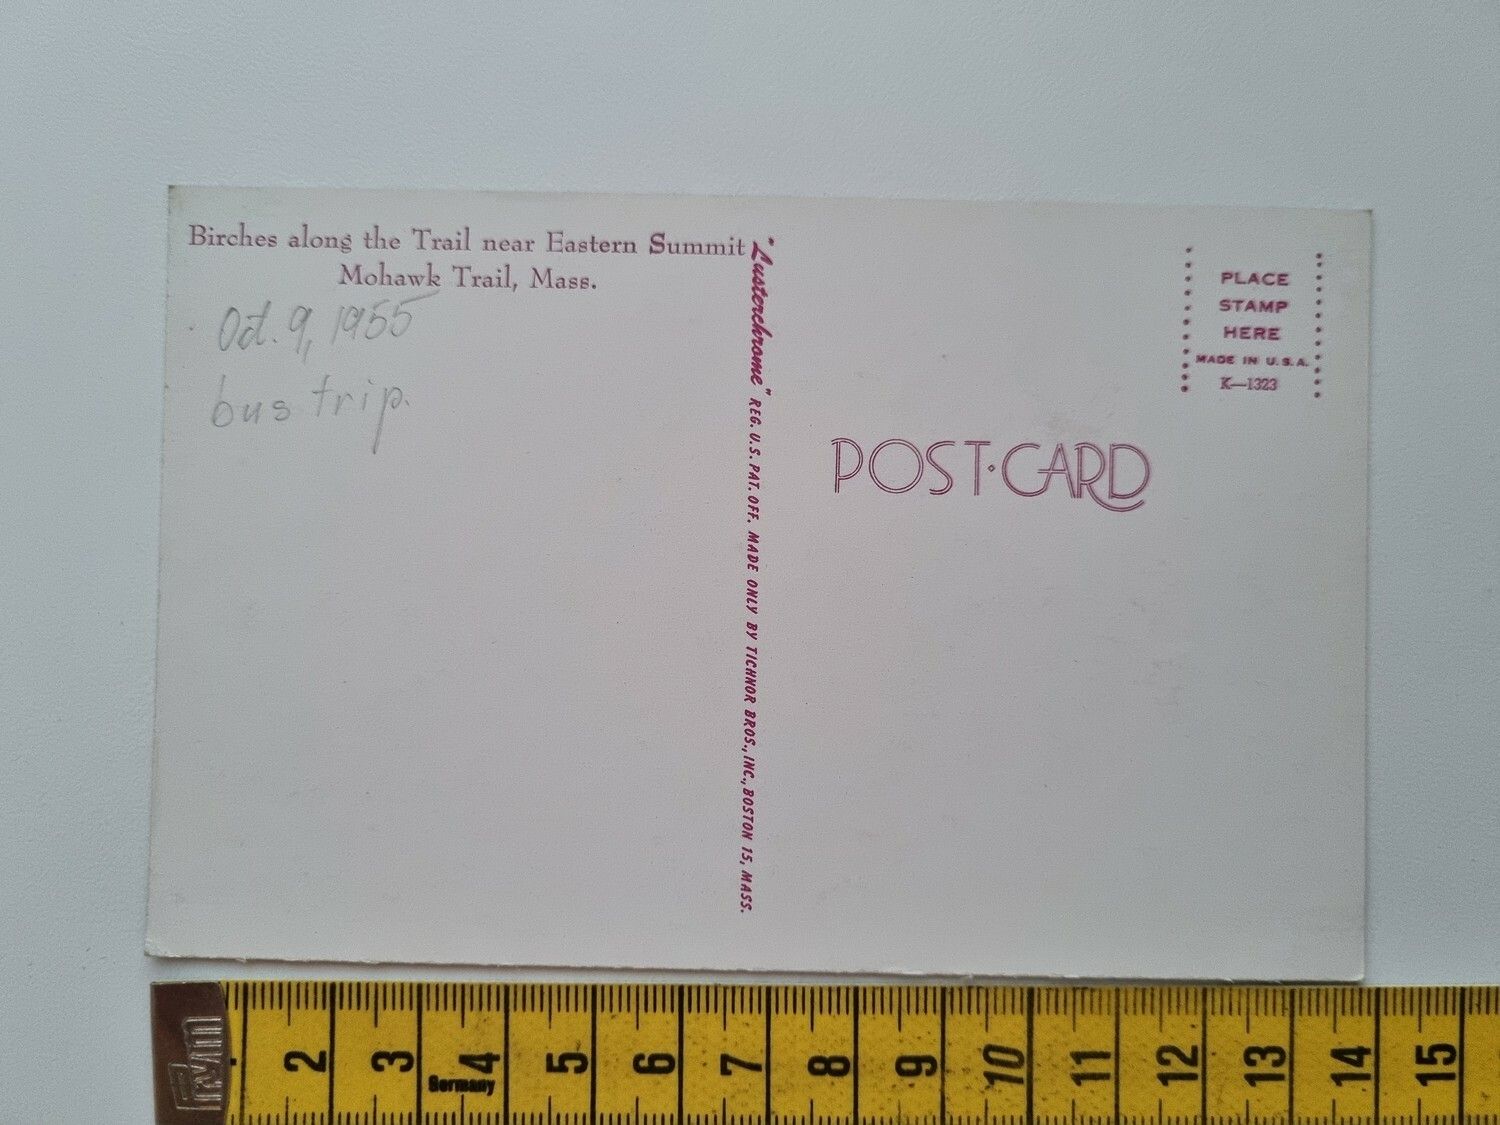 Birches along the Trail near Eastern Summit
Mohawk Trail, Mass.
Oct. 9, 1955
bus trip.
"Lusterchrome" REG. U.S. PAT. OFF. MADE ONLY BY TICHNOR BROS., INC., BOSTON 15, MASS.
PLACE
STAMP
HERE
MADE IN U.S.A.
K—1323
POST·CARD
Prym
2 3 4 5 6 7 8 9 10 11 12 13 14 15
Germany